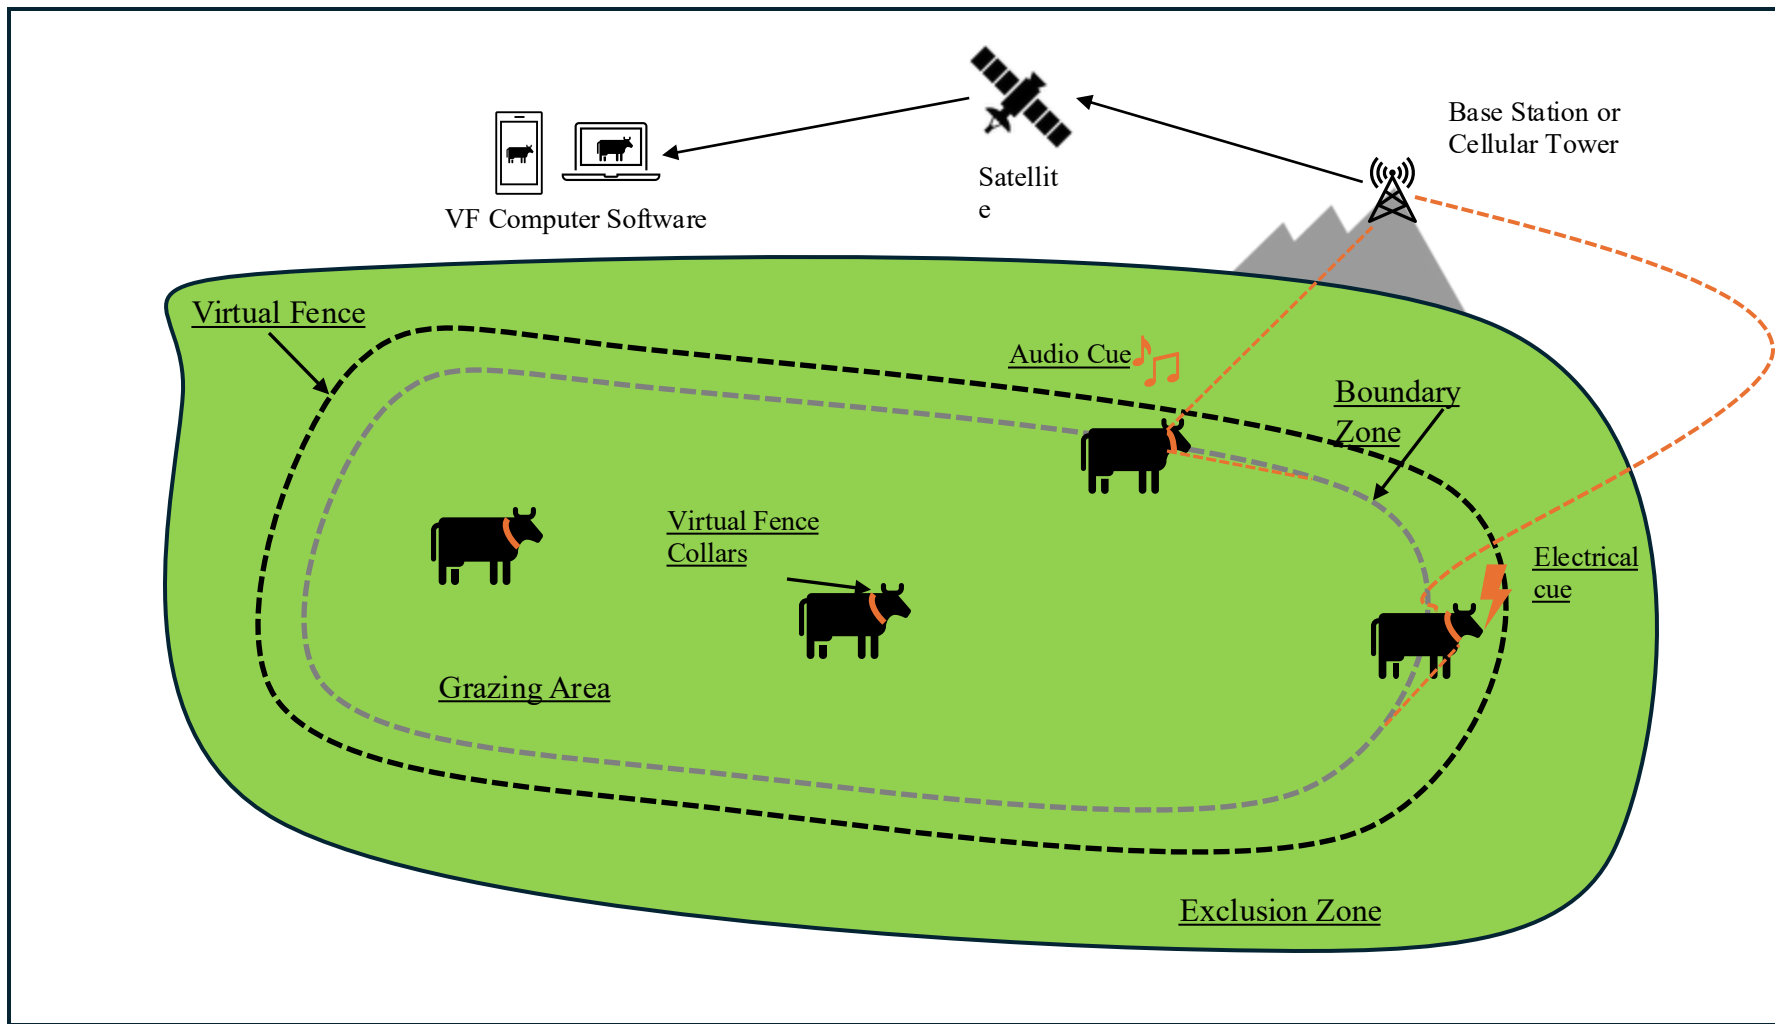 Base Station or
Cellular Tower
Satellit
e
VF Computer Software
Virtual Fence
Audio Cue
Boundary
Zone
Virtual Fence
Collars
Electrical
cue
Grazing Area
Exclusion Zone